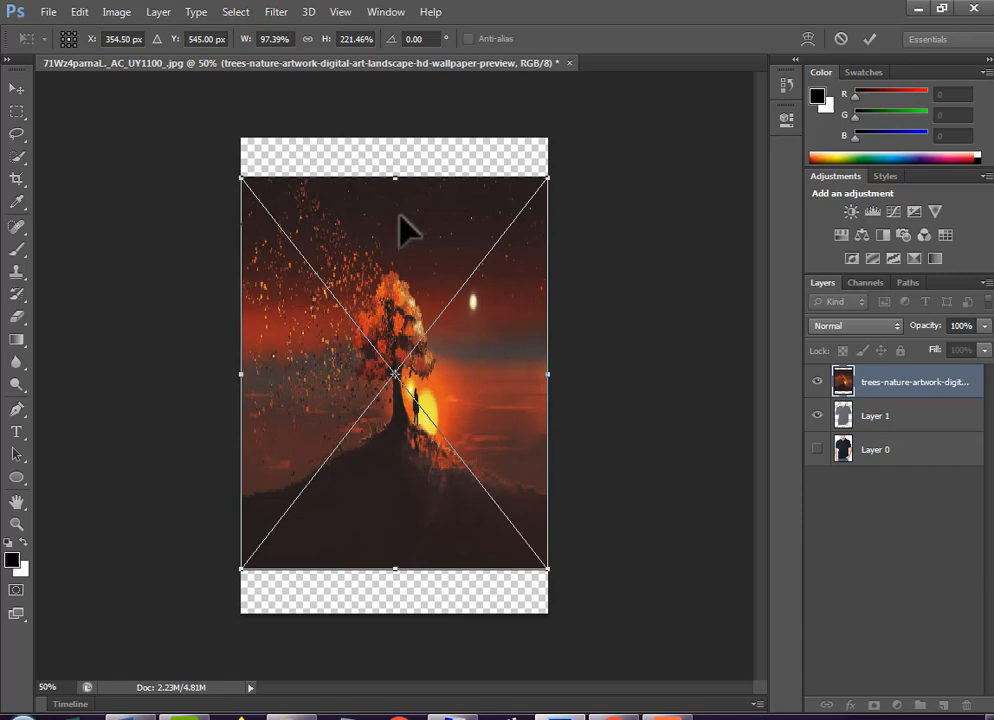 Ps File Edit Image Layer Type Select Filter 3D View Window Help
X: 354.50 px Y: 545.00 px W: 97.39% H: 221.46% 0.00 ° Anti-alias Essentials
71Wz4pamaL._AC_UY1100_.jpg @ 50% (trees-nature-artwork-digital-art-landscape-hd-wallpaper-preview, RGB/8) * ×
Color Swatches
R 0
G 0
B 0
Adjustments Styles
Add an adjustment
Layers Channels Paths
Kind
Normal Opacity: 100%
Lock: Fill: 100%
trees-nature-artwork-digit...
Layer 1
Layer 0
50% Doc: 2.23M/4.81M
Timeline